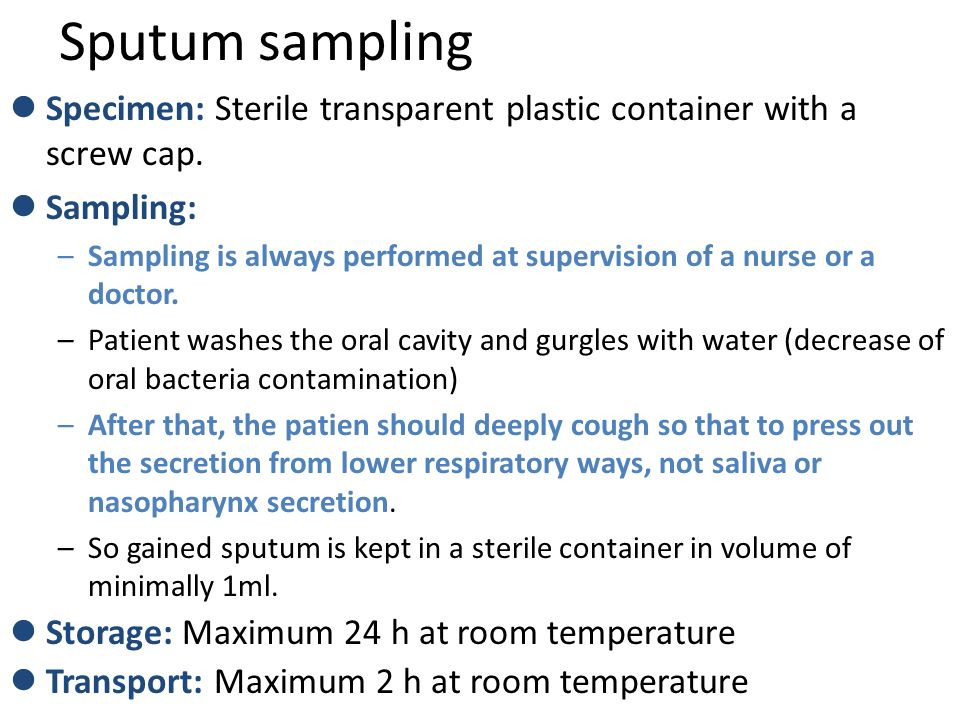 Sputum sampling
● Specimen: Sterile transparent plastic container with a
screw cap.
● Sampling:
– Sampling is always performed at supervision of a nurse or a
doctor.
– Patient washes the oral cavity and gurgles with water (decrease of
oral bacteria contamination)
– After that, the patien should deeply cough so that to press out
the secretion from lower respiratory ways, not saliva or
nasopharynx secretion.
– So gained sputum is kept in a sterile container in volume of
minimally 1ml.
● Storage: Maximum 24 h at room temperature
● Transport: Maximum 2 h at room temperature